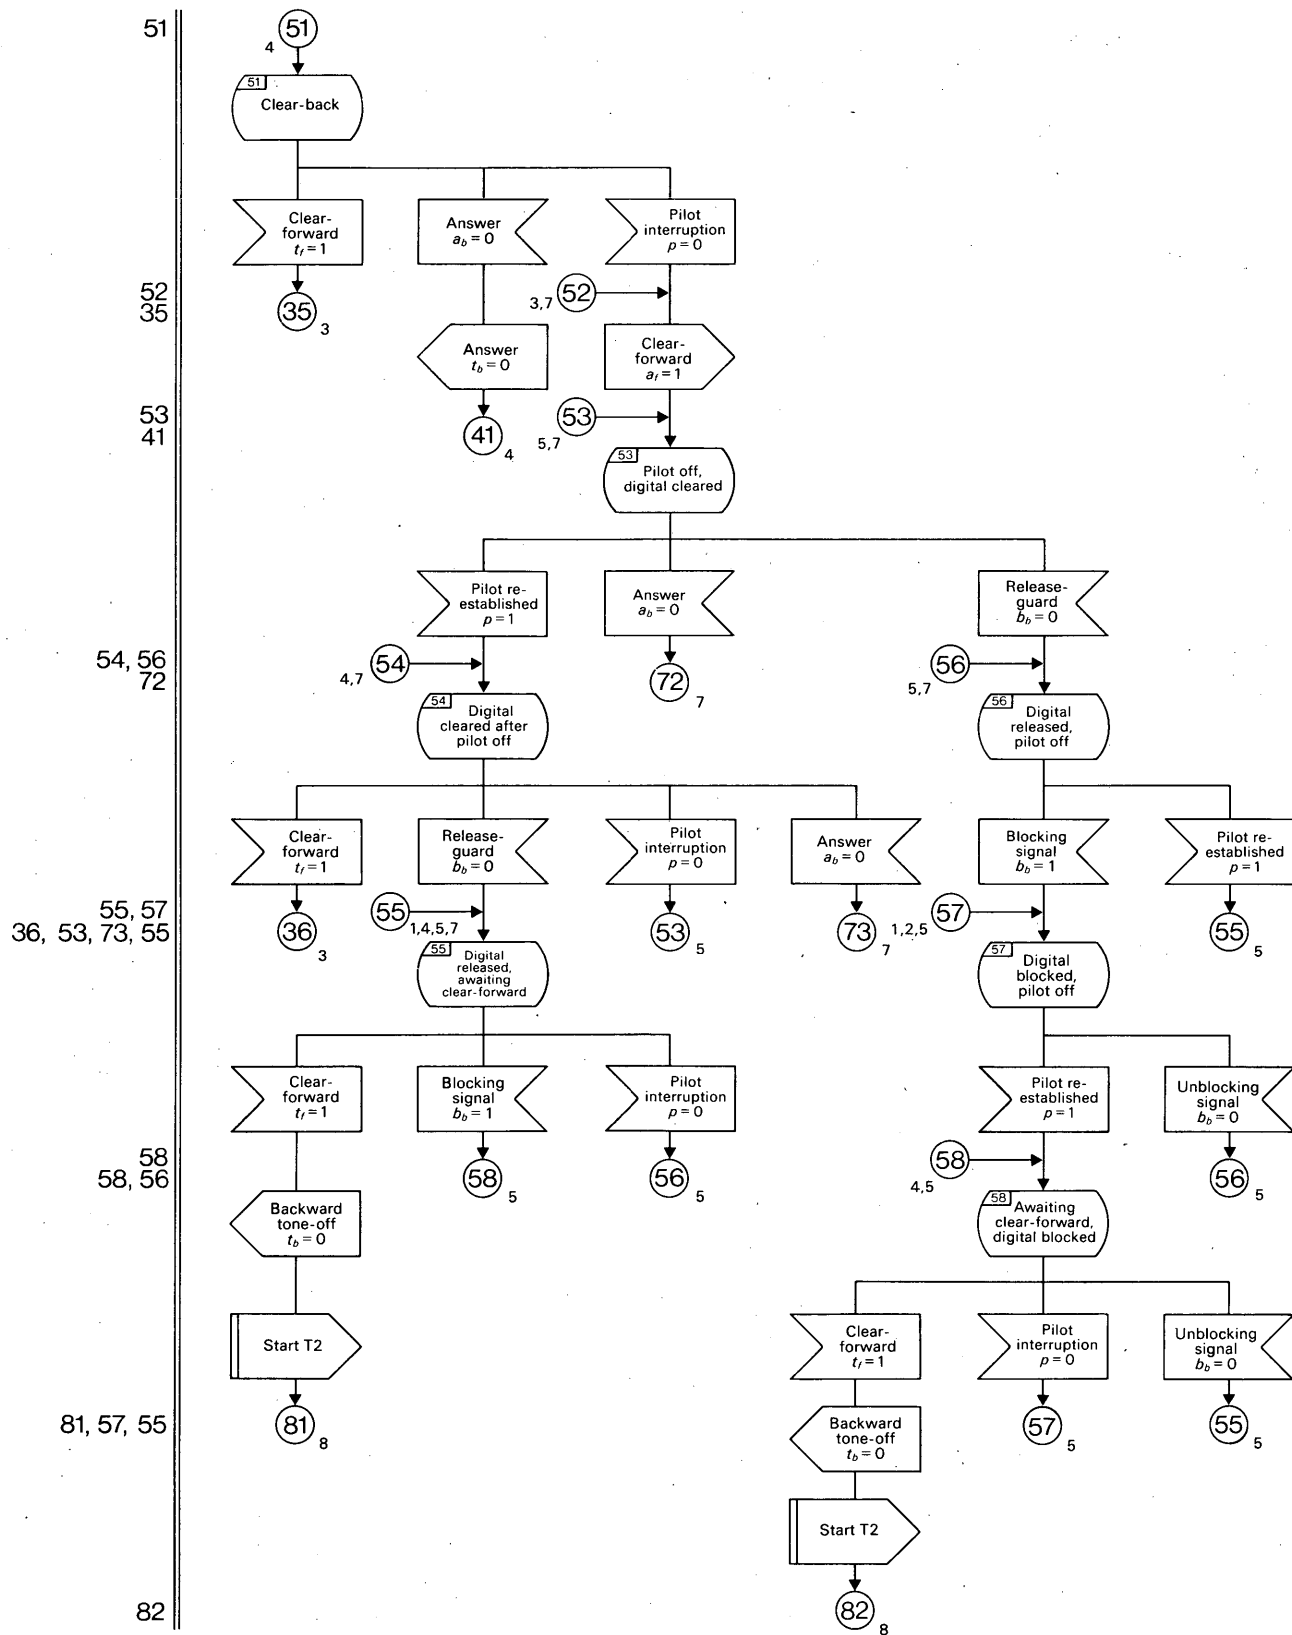 51
51
4
51
Clear-back
Clear-
forward
t_f = 1
Answer
a_b = 0
Pilot
interruption
p = 0
52
35
35
3
3,7
52
Answer
t_b = 0
Clear-
forward
a_f = 1
53
41
41
4
53
5,7
53
Pilot off,
digital cleared
Pilot re-
established
p = 1
Answer
a_b = 0
Release-
guard
b_b = 0
54, 56
72
54
4,7
72
7
56
5,7
54
Digital
cleared after
pilot off
56
Digital
released,
pilot off
Clear-
forward
t_f = 1
Release-
guard
b_b = 0
Pilot
interruption
p = 0
Answer
a_b = 0
Blocking
signal
b_b = 1
Pilot re-
established
p = 1
55, 57
36, 53, 73, 55
36
3
55
1,4,5,7
53
5
73
7
57
1,2,5
55
5
55
Digital
released,
awaiting
clear-forward
57
Digital
blocked,
pilot off
Clear-
forward
t_f = 1
Blocking
signal
b_b = 1
Pilot
interruption
p = 0
Pilot re-
established
p = 1
Unblocking
signal
b_b = 0
58
58, 56
58
5
56
5
58
4,5
56
5
Backward
tone-off
t_b = 0
58
Awaiting
clear-forward,
digital blocked
Start T2
Clear-
forward
t_f = 1
Pilot
interruption
p = 0
Unblocking
signal
b_b = 0
81, 57, 55
81
8
Backward
tone-off
t_b = 0
57
5
55
5
Start T2
82
82
8